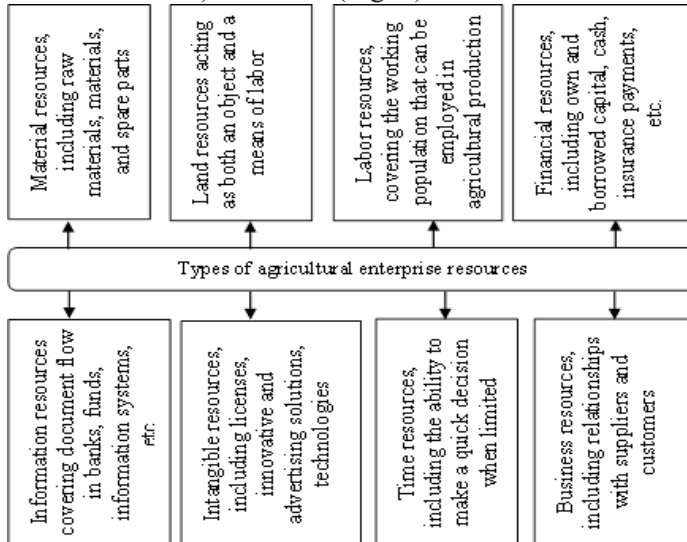 Material resources,
including raw
materials, materials,
and spare parts
Land resources acting
as both an object and a
means of labor
Labor resources,
covering the working
population that can be
employed in
agricultural production
Financial resources,
including own and
borrowed capital, cash,
insurance payments,
etc.
Types of agricultural enterprise resources
Information resources
covering document flow
in banks, funds,
information systems,
etc.
Intangible resources,
including licenses,
innovative and
advertising solutions,
technologies
Time resources,
including the ability to
make a quick decision
when limited
Business resources,
including relationships
with suppliers and
customers